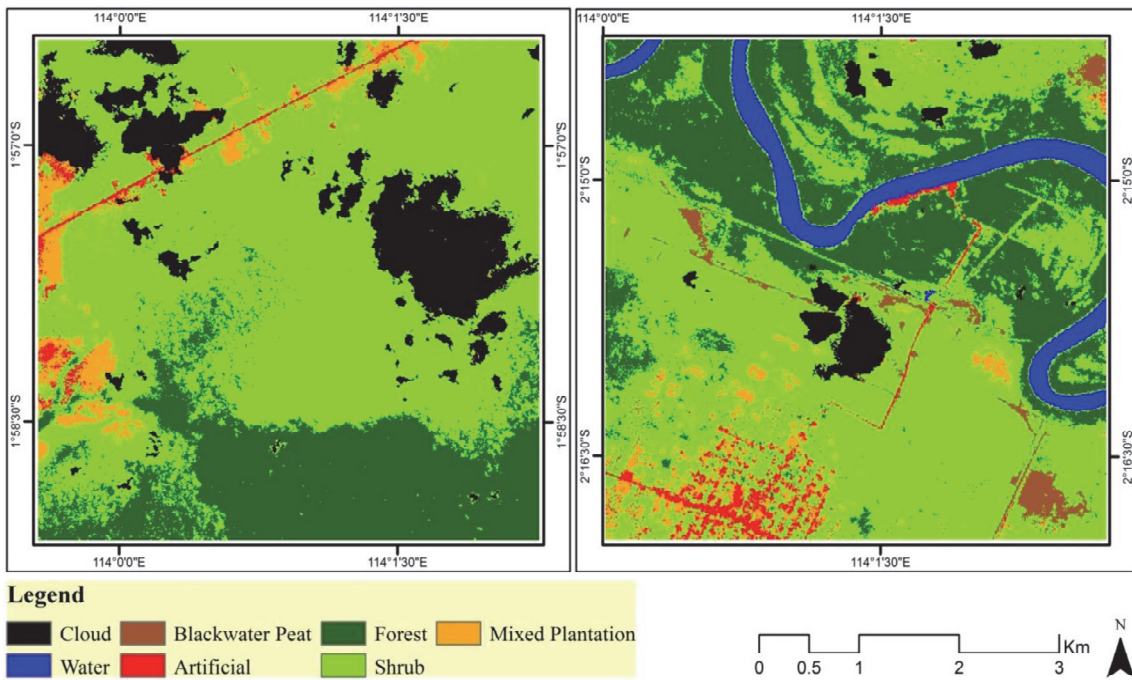 114°0'0"E 114°1'30"E 114°0'0"E 114°1'30"E
1°57'0"S 1°57'0"S 2°15'0"S 2°15'0"S
1°58'30"S 1°58'30"S 2°16'30"S 2°16'30"S
114°0'0"E 114°1'30"E 114°1'30"E
Legend
Cloud Blackwater Peat Forest Mixed Plantation
Water Artificial Shrub
N
Km
0 0.5 1 2 3